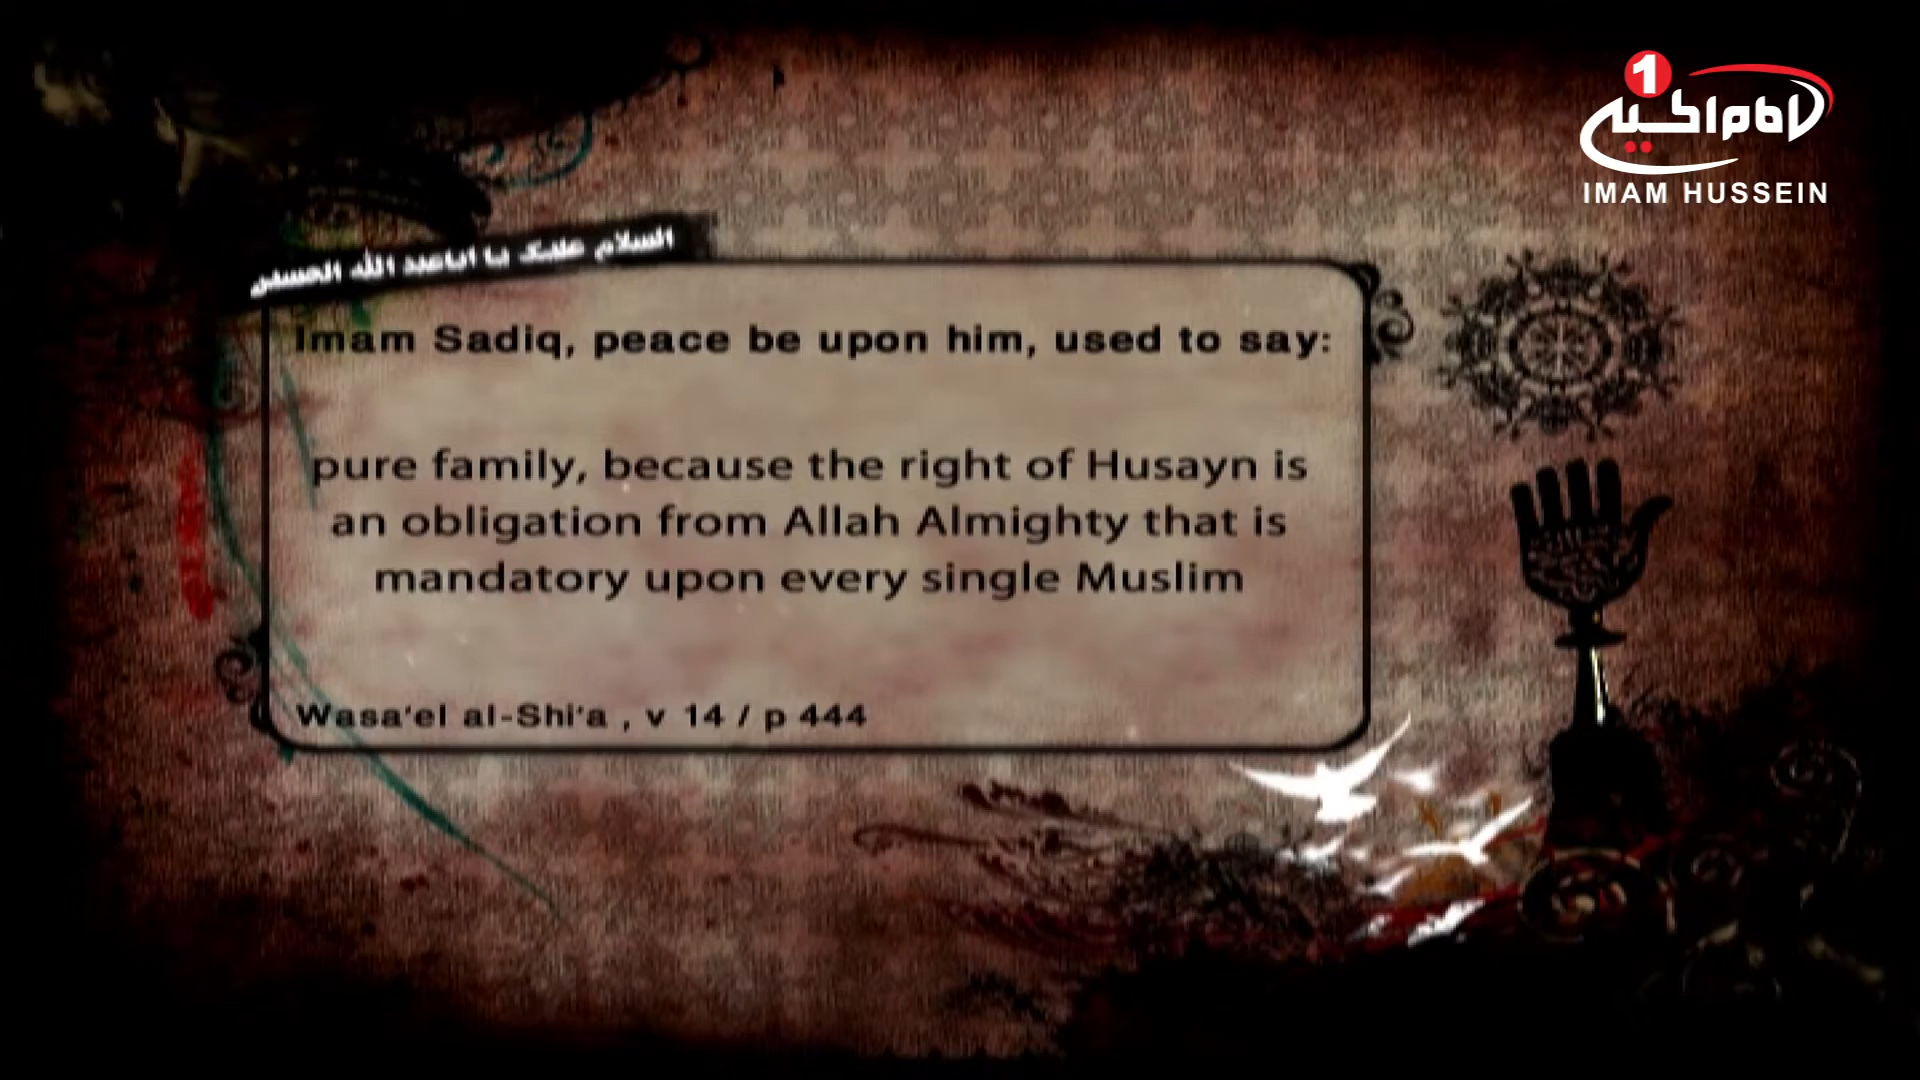 1
امام الحسين
IMAM HUSSEIN
السلام عليك يا اباعبد الله الحسين
Imam Sadiq, peace be upon him, used to say:
pure family, because the right of Husayn is
an obligation from Allah Almighty that is
mandatory upon every single Muslim
Wasa'el al-Shi'a , v 14 / p 444